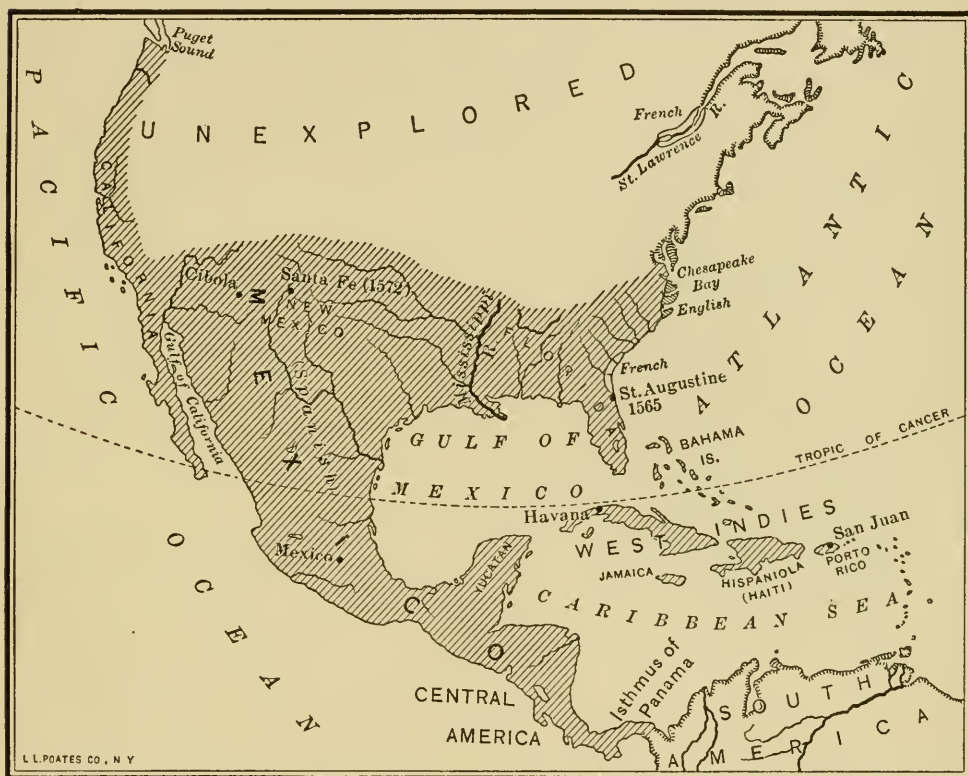 Puget
Sound
PACIFIC
OCEAN
UNEXPLORED
French
St. Lawrence R.
ATLANTIC
OCEAN
CALIFORNIA
Cibola
Santa Fe (1572)
NEW
MEXICO
MEXICO
Spanish
Gulf of California
Mississippi R.
FLORIDA
Chesapeake
Bay
English
French
St. Augustine
1565
GULF OF
MEXICO
BAHAMA
IS.
TROPIC OF CANCER
Havana
WEST INDIES
San Juan
PORTO
RICO
JAMAICA
HISPANIOLA
(HAITI)
Mexico
YUCATAN
CARIBBEAN SEA
CENTRAL
AMERICA
Isthmus of
Panama
SOUTH
AMERICA
L.L.POATES CO., N Y